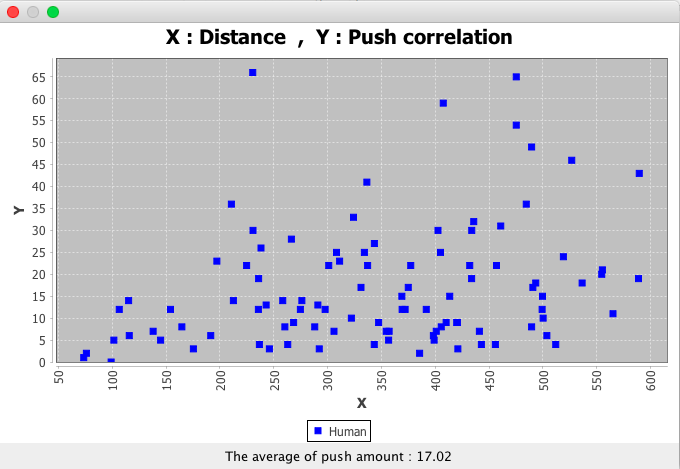 X : Distance , Y : Push correlation
65
60
55
50
45
40
35
30
25
20
15
10
5
0
Y
50 100 150 200 250 300 350 400 450 500 550 600
X
Human
The average of push amount : 17.02